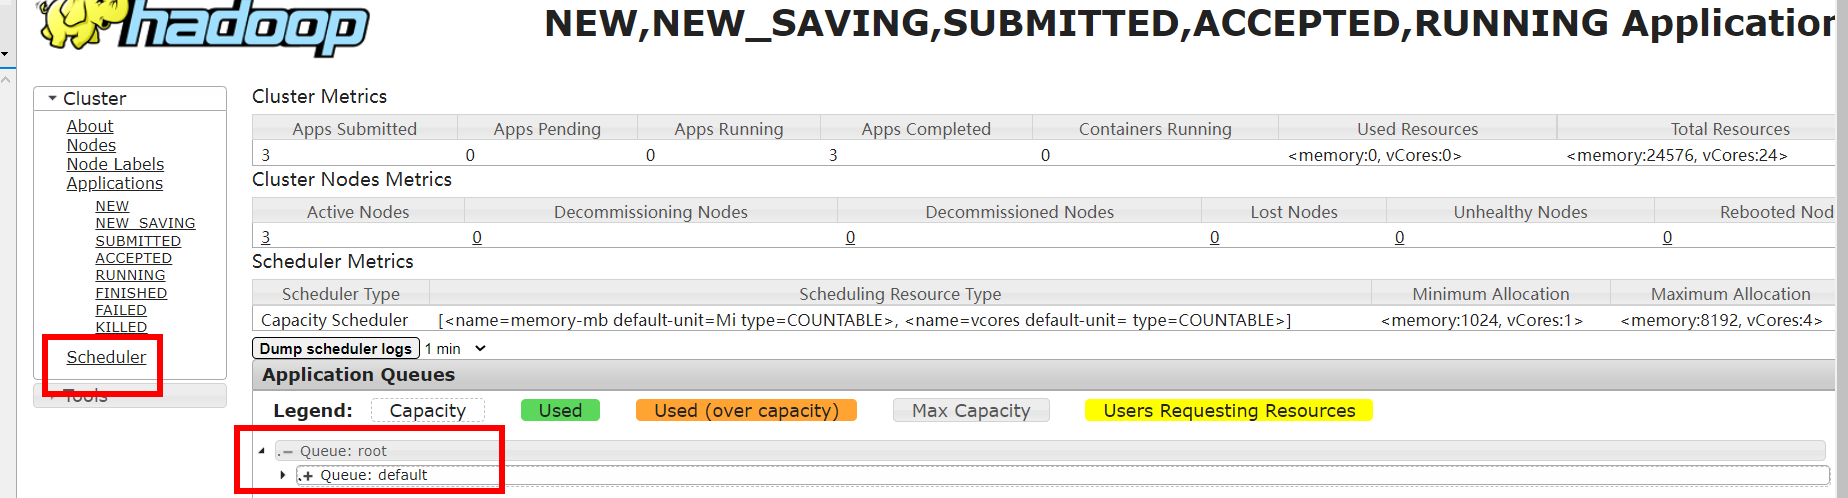 hadoop
NEW,NEW_SAVING,SUBMITTED,ACCEPTED,RUNNING Application
Cluster
About
Nodes
Node Labels
Applications
NEW
NEW_SAVING
SUBMITTED
ACCEPTED
RUNNING
FINISHED
FAILED
KILLED
Scheduler
Tools
Cluster Metrics
Apps Submitted Apps Pending Apps Running Apps Completed Containers Running Used Resources Total Resources
3 0 0 3 0 <memory:0, vCores:0> <memory:24576, vCores:24>
Cluster Nodes Metrics
Active Nodes Decommissioning Nodes Decommissioned Nodes Lost Nodes Unhealthy Nodes Rebooted Nod
3 0 0 0 0 0
Scheduler Metrics
Scheduler Type Scheduling Resource Type Minimum Allocation Maximum Allocation
Capacity Scheduler [<name=memory-mb default-unit=Mi type=COUNTABLE>, <name=vcores default-unit= type=COUNTABLE>] <memory:1024, vCores:1> <memory:8192, vCores:4>
Dump scheduler logs 1 min
Application Queues
Legend: Capacity Used Used (over capacity) Max Capacity Users Requesting Resources
Queue: root
Queue: default